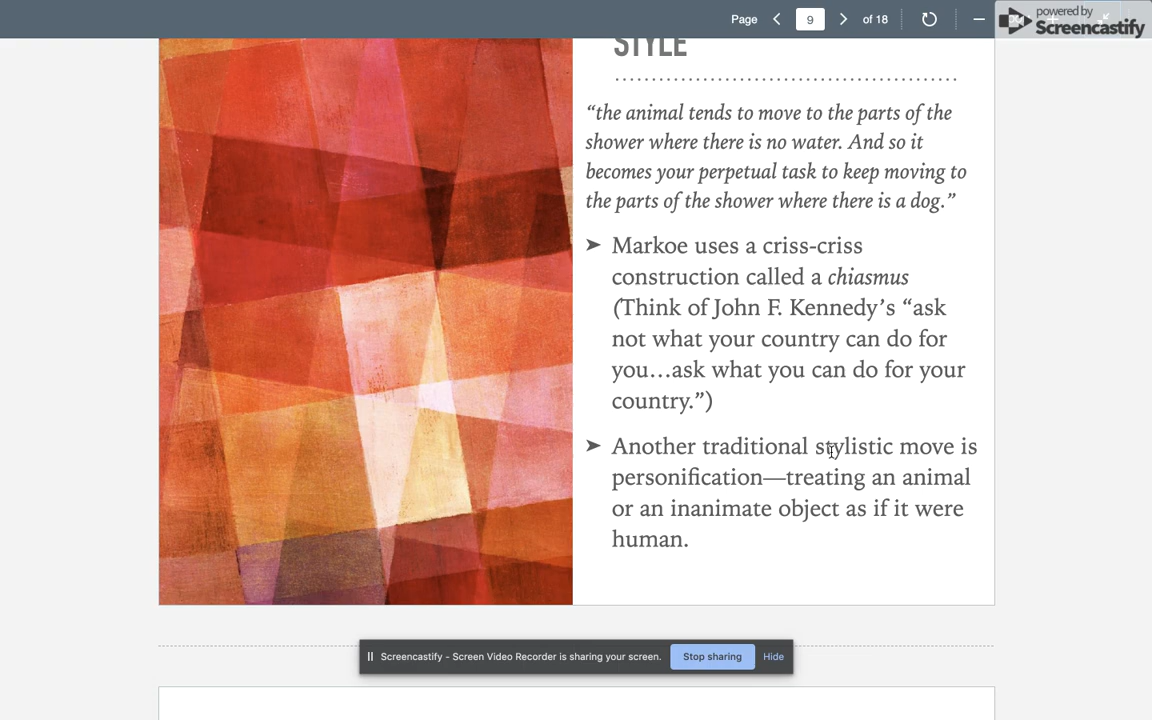 Page 9 of 18
powered by
Screencastify
STYLE
“the animal tends to move to the parts of the
shower where there is no water. And so it
becomes your perpetual task to keep moving to
the parts of the shower where there is a dog.”
➤ Markoe uses a criss-criss
construction called a chiasmus
(Think of John F. Kennedy’s “ask
not what your country can do for
you…ask what you can do for your
country.”)
➤ Another traditional stylistic move is
personification—treating an animal
or an inanimate object as if it were
human.
Screencastify - Screen Video Recorder is sharing your screen. Stop sharing Hide